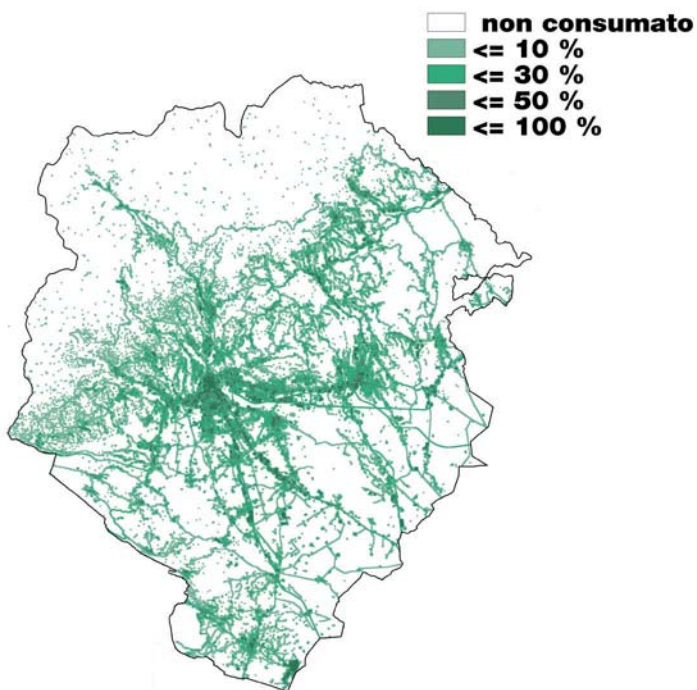 non consumato
<= 10 %
<= 30 %
<= 50 %
<= 100 %